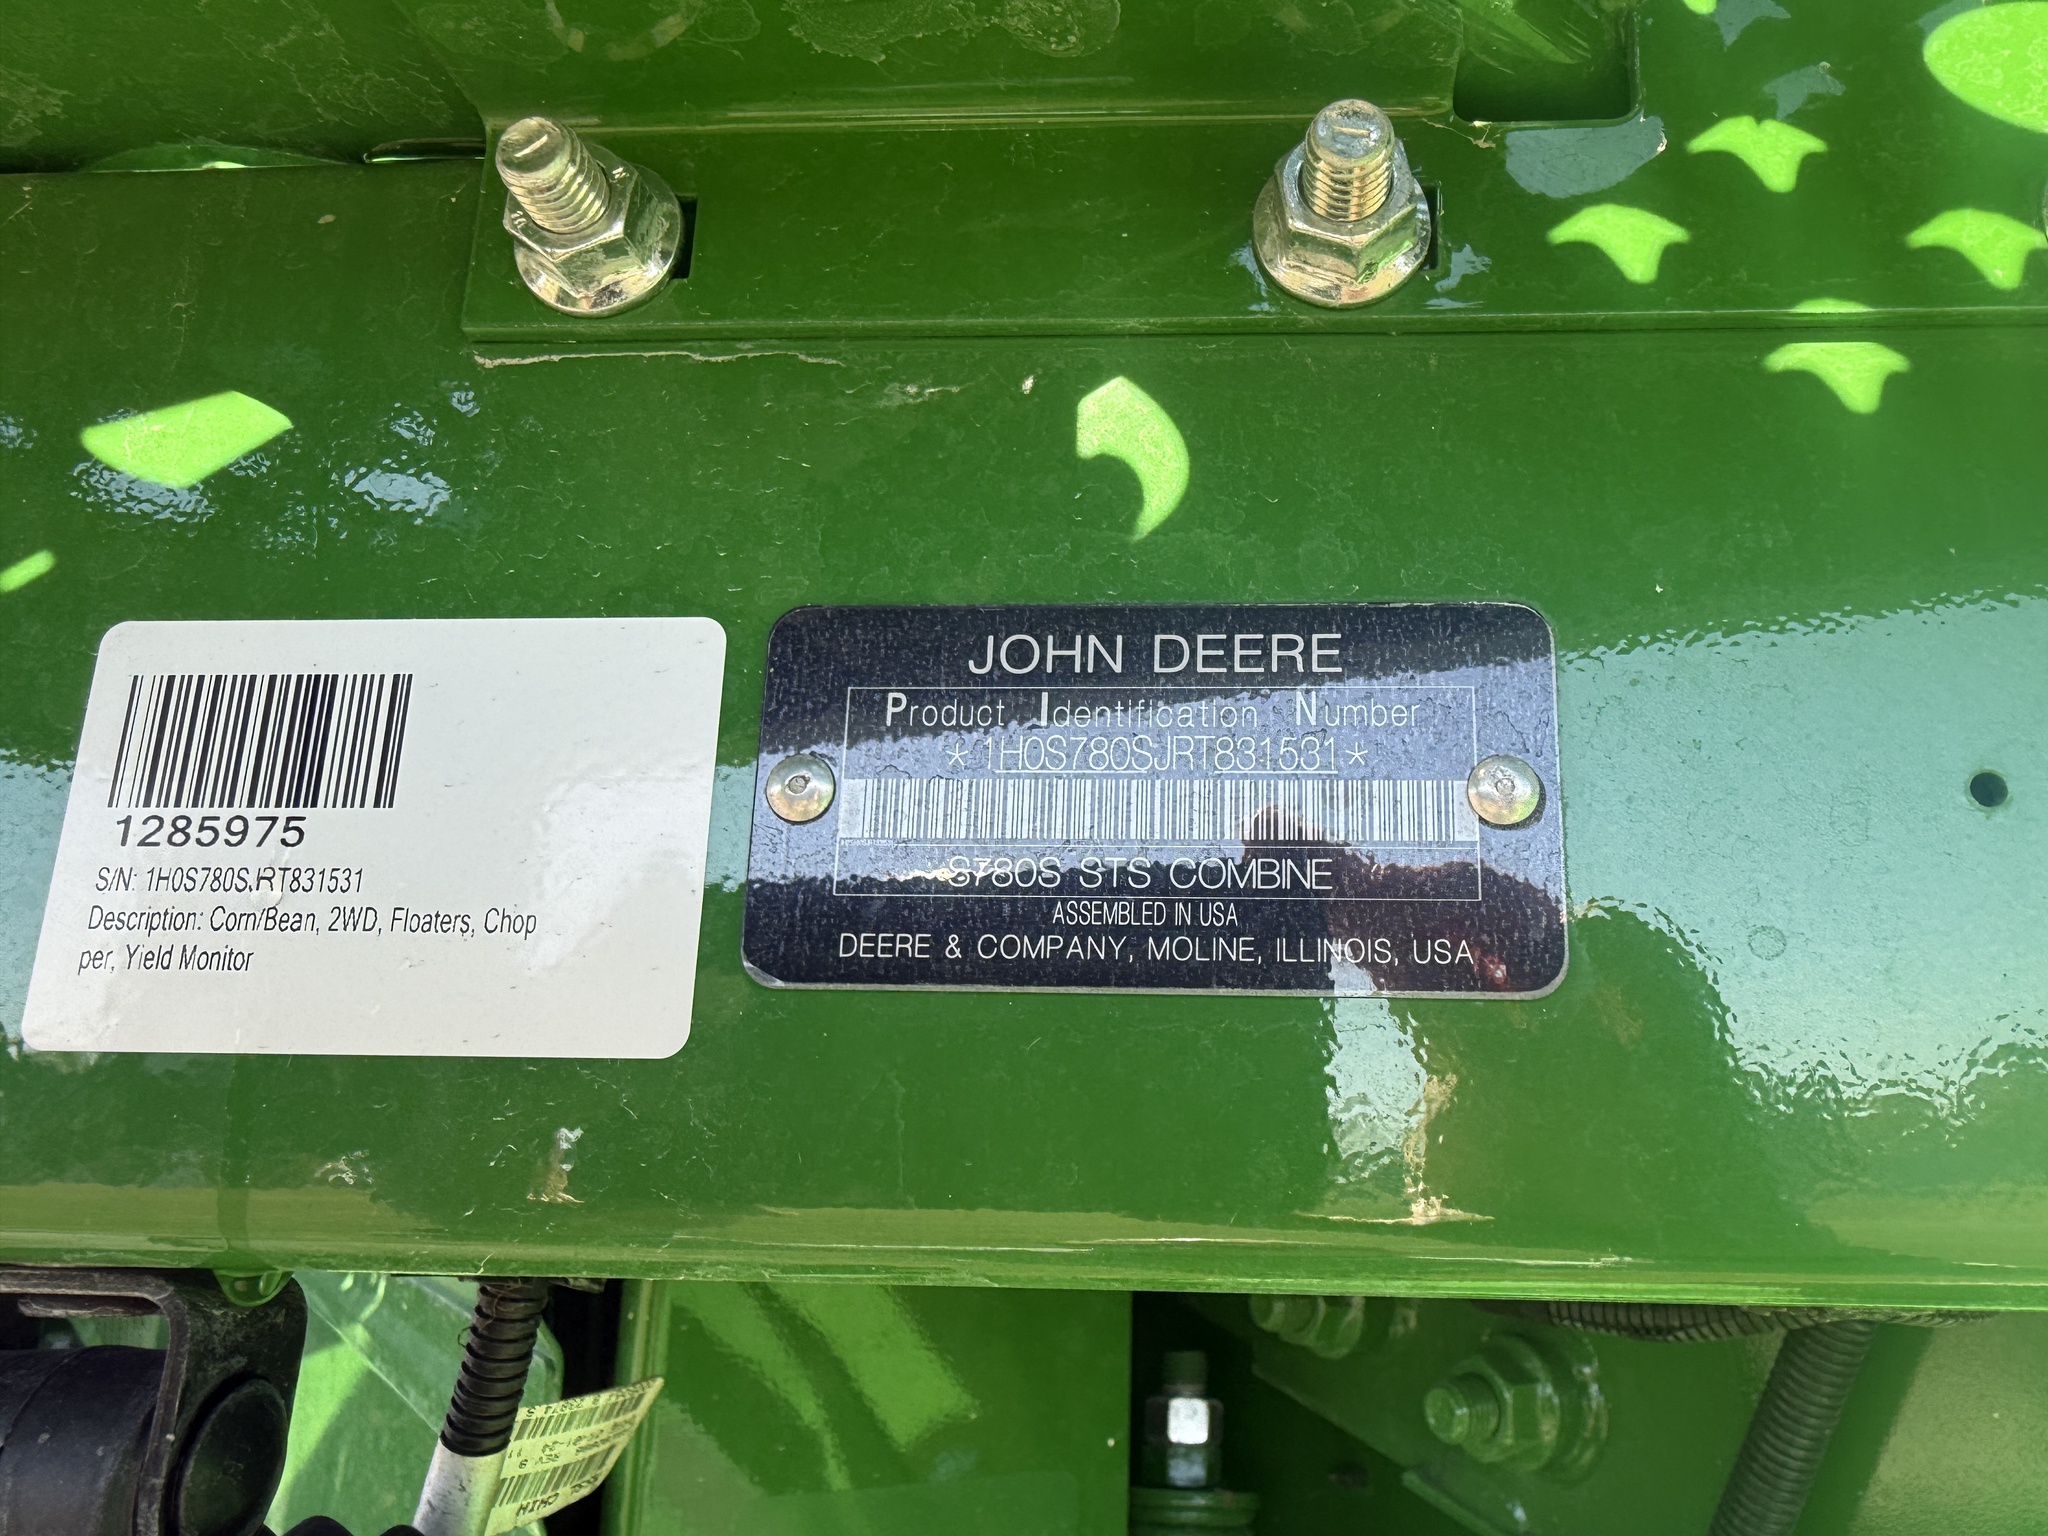 1285975
S/N: 1H0S780SJRT831531
Description: Corn/Bean, 2WD, Floaters, Chop
per, Yield Monitor
JOHN DEERE
Product Identification Number
*1H0S780SJRT831531*
S780S STS COMBINE
ASSEMBLED IN USA
DEERE & COMPANY, MOLINE, ILLINOIS, USA